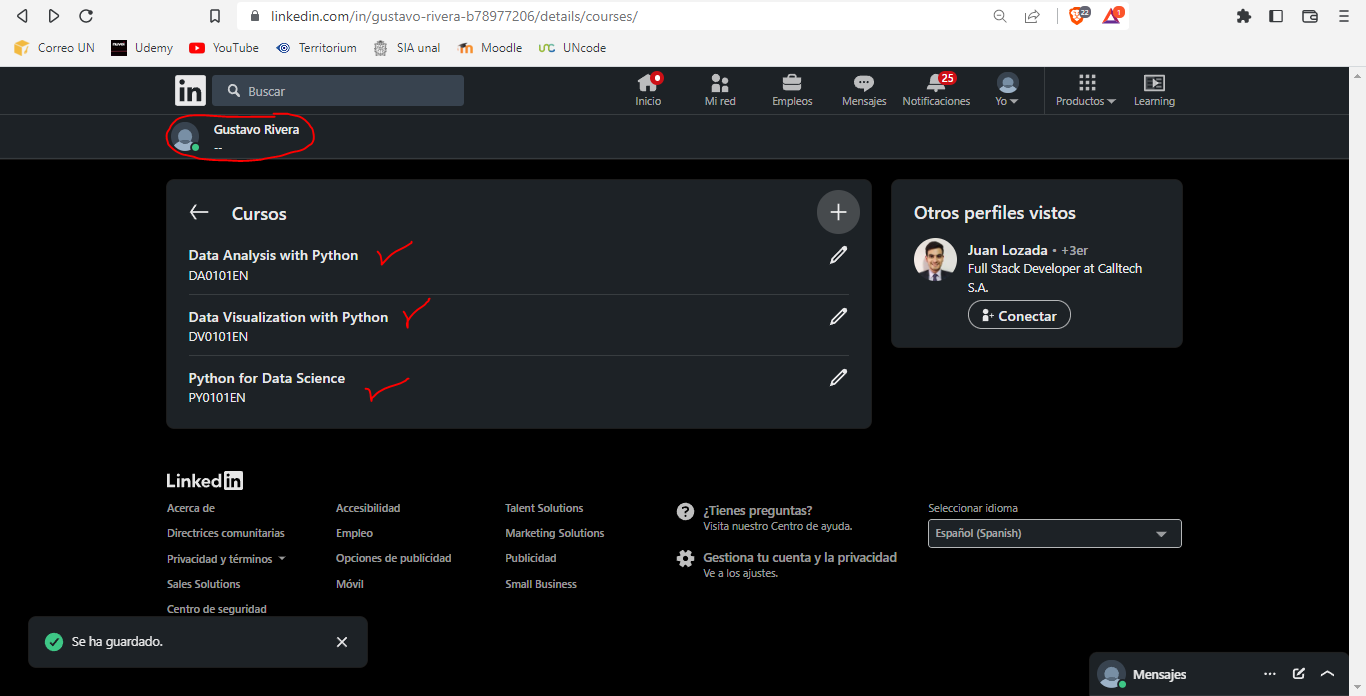 linkedin.com/in/gustavo-rivera-b78977206/details/courses/
22
1
Correo UN
nuvei
Udemy
YouTube
Territorium
SIA unal
Moodle
UNcode
in
Buscar
Inicio
Mi red
Empleos
Mensajes
25
Notificaciones
Yo
Productos
Learning
Gustavo Rivera
--
Cursos
Data Analysis with Python
DA0101EN
Data Visualization with Python
DV0101EN
Python for Data Science
PY0101EN
Otros perfiles vistos
Juan Lozada • +3er
Full Stack Developer at Calltech
S.A.
Conectar
LinkedIn
Acerca de
Accesibilidad
Talent Solutions
Directrices comunitarias
Empleo
Marketing Solutions
Privacidad y términos
Opciones de publicidad
Publicidad
Sales Solutions
Móvil
Small Business
Centro de seguridad
¿Tienes preguntas?
Visita nuestro Centro de ayuda.
Gestiona tu cuenta y la privacidad
Ve a los ajustes.
Seleccionar idioma
Español (Spanish)
Se ha guardado.
Mensajes